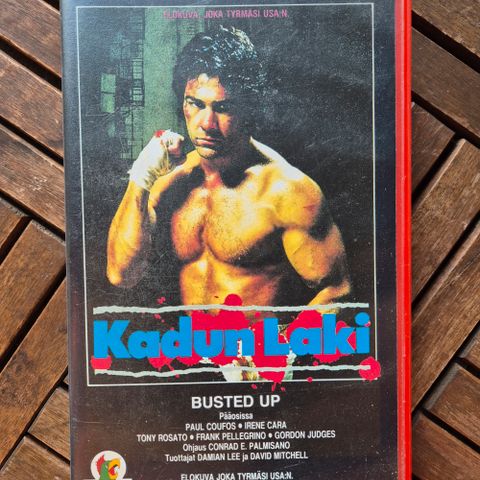 ELOKUVA, JOKA TYRMÄSI USA:N.
Kadun Laki
BUSTED UP
Pääosissa
PAUL COUFOS • IRENE CARA
TONY ROSATO • FRANK PELLEGRINO • GORDON JUDGES
Ohjaus CONRAD E. PALMISANO
Tuottajat DAMIAN LEE ja DAVID MITCHELL
ELOKUVA JOKA TYRMÄSI USA:N.